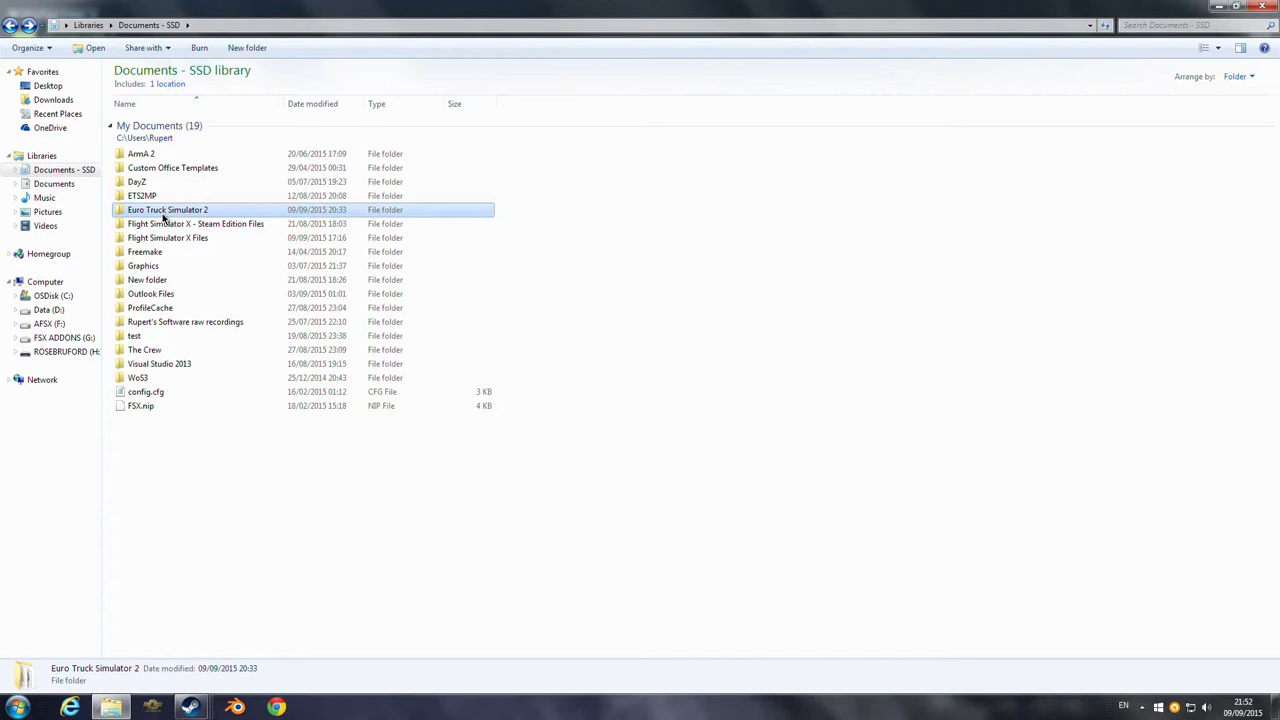 Libraries ▸ Documents - SSD ▸
Search Documents - SSD
Organize Open Share with Burn New folder
Favorites
Desktop
Downloads
Recent Places
OneDrive
Libraries
Documents - SSD
Documents
Music
Pictures
Videos
Homegroup
Computer
OSDisk (C:)
Data (D:)
AFSX (F:)
FSX ADDONS (G:)
ROSEBRUFORD (H:
Network
Documents - SSD library
Includes: 1 location
Arrange by: Folder
Name Date modified Type Size
My Documents (19)
C:\Users\Rupert
ArmA 2 20/06/2015 17:09 File folder
Custom Office Templates 29/04/2015 00:31 File folder
DayZ 05/07/2015 19:23 File folder
ETS2MP 12/08/2015 20:08 File folder
Euro Truck Simulator 2 09/09/2015 20:33 File folder
Flight Simulator X - Steam Edition Files 21/08/2015 18:03 File folder
Flight Simulator X Files 09/09/2015 17:16 File folder
Freemake 14/04/2015 20:17 File folder
Graphics 03/07/2015 21:37 File folder
New folder 21/08/2015 18:26 File folder
Outlook Files 03/09/2015 01:01 File folder
ProfileCache 27/08/2015 23:04 File folder
Rupert's Software raw recordings 25/07/2015 22:10 File folder
test 19/08/2015 23:38 File folder
The Crew 27/08/2015 23:09 File folder
Visual Studio 2013 16/08/2015 19:15 File folder
WoS3 25/12/2014 20:43 File folder
config.cfg 16/02/2015 01:12 CFG File 3 KB
FSX.nip 18/02/2015 15:18 NIP File 4 KB
Euro Truck Simulator 2 Date modified: 09/09/2015 20:33
File folder
EN
21:52
09/09/2015